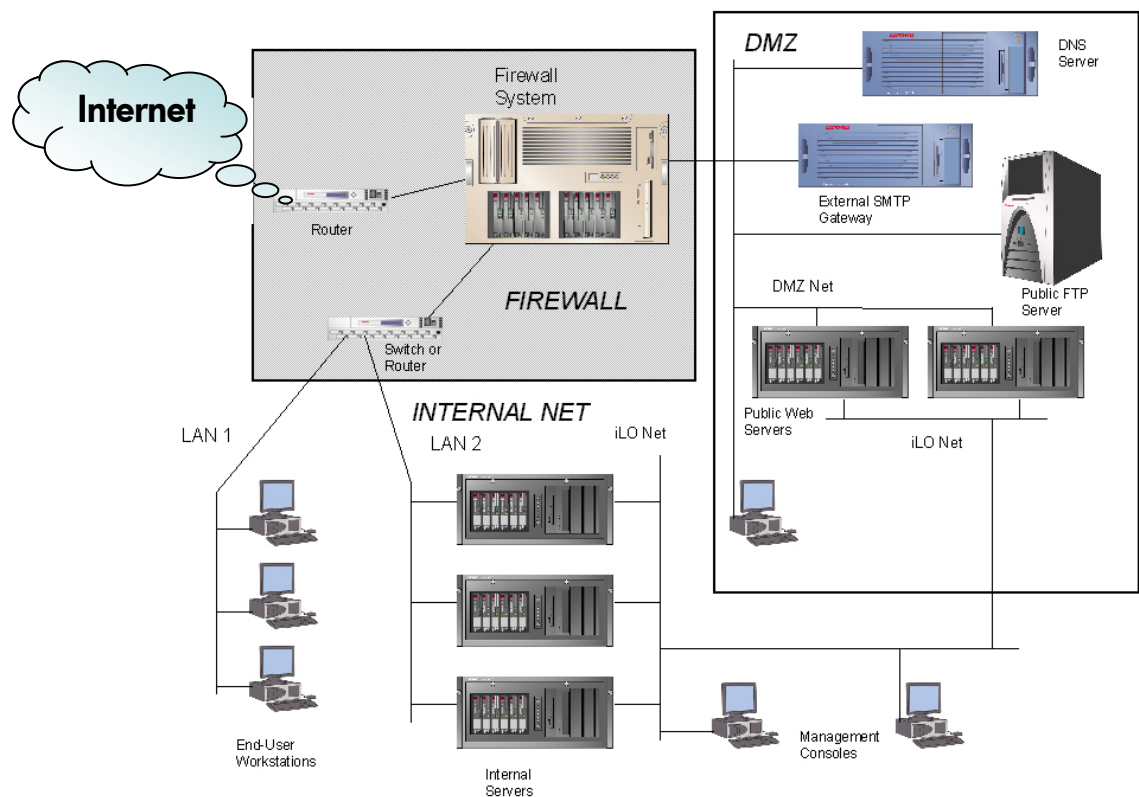 DMZ
DNS
Server
Firewall
System
Internet
External SMTP
Gateway
Router
DMZ Net
Public FTP
Server
FIREWALL
Switch or
Router
INTERNAL NET
Public Web
Servers
LAN 1
LAN 2
iLO Net
iLO Net
End-User
Workstations
Internal
Servers
Management
Consoles